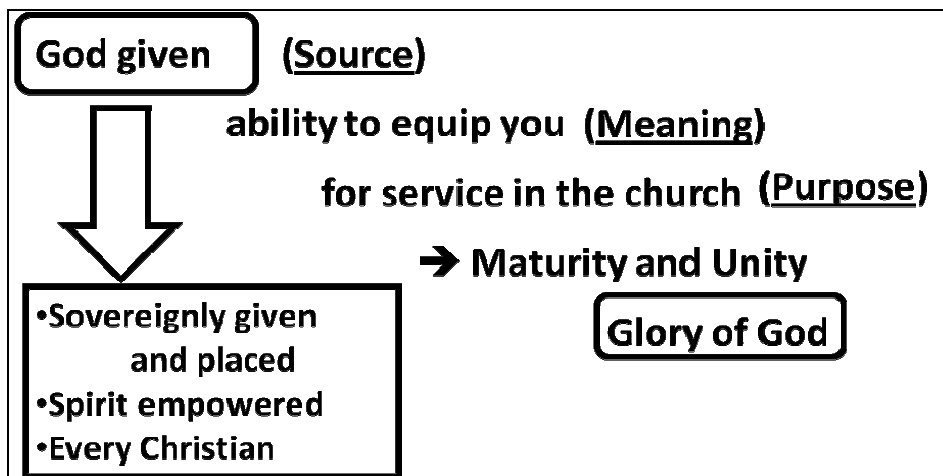 God given (Source)
ability to equip you (Meaning)
for service in the church (Purpose)
➔ Maturity and Unity
Glory of God
•Sovereignly given
and placed
•Spirit empowered
•Every Christian